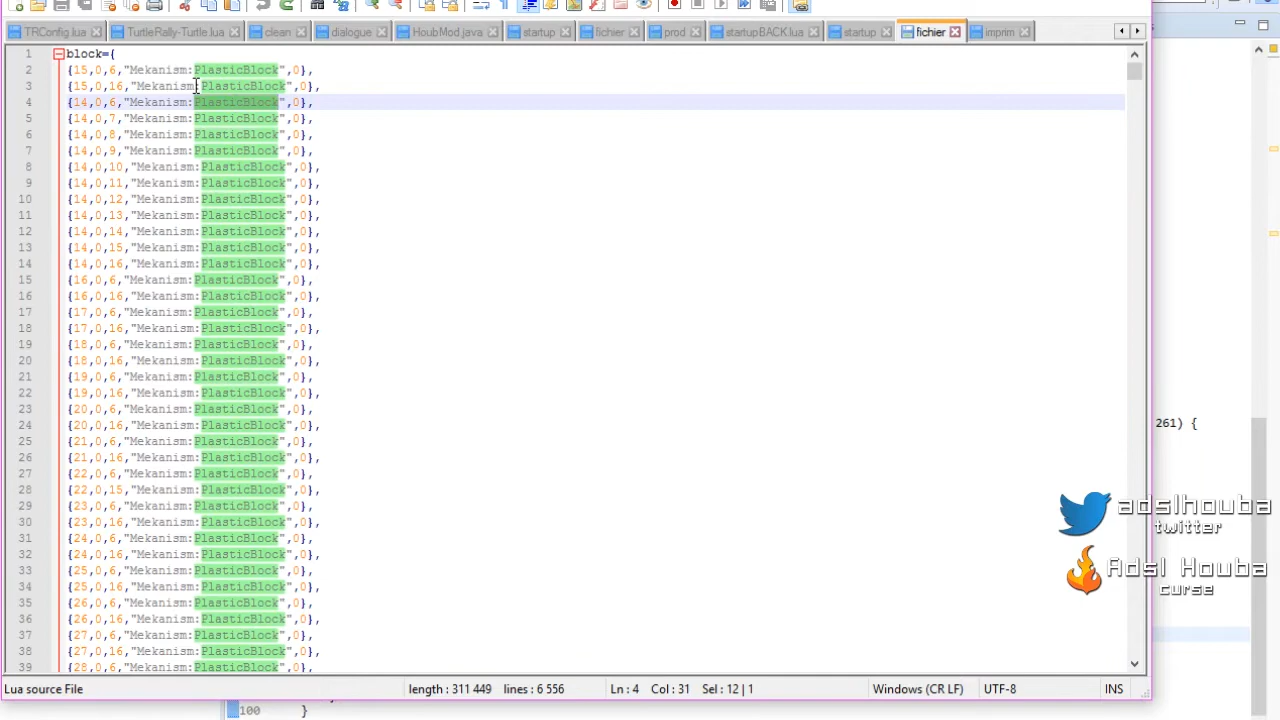 TRConfig.lua TurtleRally-Turtle.lua clean dialogue HoubMod.java startup fichier prod startupBACK.lua startup fichier imprim
1 block={
2 {15,0,6,"Mekanism:PlasticBlock",0},
3 {15,0,16,"Mekanism:PlasticBlock",0},
4 {14,0,6,"Mekanism:PlasticBlock",0},
5 {14,0,7,"Mekanism:PlasticBlock",0},
6 {14,0,8,"Mekanism:PlasticBlock",0},
7 {14,0,9,"Mekanism:PlasticBlock",0},
8 {14,0,10,"Mekanism:PlasticBlock",0},
9 {14,0,11,"Mekanism:PlasticBlock",0},
10 {14,0,12,"Mekanism:PlasticBlock",0},
11 {14,0,13,"Mekanism:PlasticBlock",0},
12 {14,0,14,"Mekanism:PlasticBlock",0},
13 {14,0,15,"Mekanism:PlasticBlock",0},
14 {14,0,16,"Mekanism:PlasticBlock",0},
15 {16,0,6,"Mekanism:PlasticBlock",0},
16 {16,0,16,"Mekanism:PlasticBlock",0},
17 {17,0,6,"Mekanism:PlasticBlock",0},
18 {17,0,16,"Mekanism:PlasticBlock",0},
19 {18,0,6,"Mekanism:PlasticBlock",0},
20 {18,0,16,"Mekanism:PlasticBlock",0},
21 {19,0,6,"Mekanism:PlasticBlock",0},
22 {19,0,16,"Mekanism:PlasticBlock",0},
23 {20,0,6,"Mekanism:PlasticBlock",0},
24 {20,0,16,"Mekanism:PlasticBlock",0},
25 {21,0,6,"Mekanism:PlasticBlock",0},
26 {21,0,16,"Mekanism:PlasticBlock",0},
27 {22,0,6,"Mekanism:PlasticBlock",0},
261) {
28 {22,0,15,"Mekanism:PlasticBlock",0},
29 {23,0,6,"Mekanism:PlasticBlock",0},
30 {23,0,16,"Mekanism:PlasticBlock",0},
31 {24,0,6,"Mekanism:PlasticBlock",0},
32 {24,0,16,"Mekanism:PlasticBlock",0},
33 {25,0,6,"Mekanism:PlasticBlock",0},
34 {25,0,16,"Mekanism:PlasticBlock",0},
35 {26,0,6,"Mekanism:PlasticBlock",0},
36 {26,0,16,"Mekanism:PlasticBlock",0},
37 {27,0,6,"Mekanism:PlasticBlock",0},
38 {27,0,16,"Mekanism:PlasticBlock",0},
39 {28,0,6,"Mekanism:PlasticBlock",0},
adslhouba
twitter
Adsl Houba
curse
Lua source File length : 311 449 lines : 6 556 Ln : 4 Col : 31 Sel : 12 | 1 Windows (CR LF) UTF-8 INS
100 }